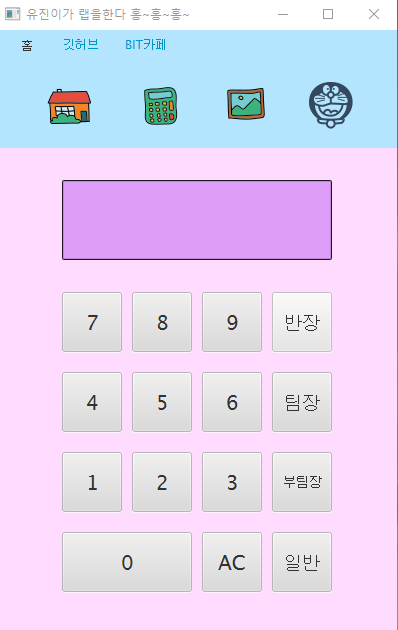 유진이가 랩을한다 홍~홍~홍~
홈 깃허브 BIT카페
7 8 9 반장
4 5 6 팀장
1 2 3 부팀장
0 AC 일반